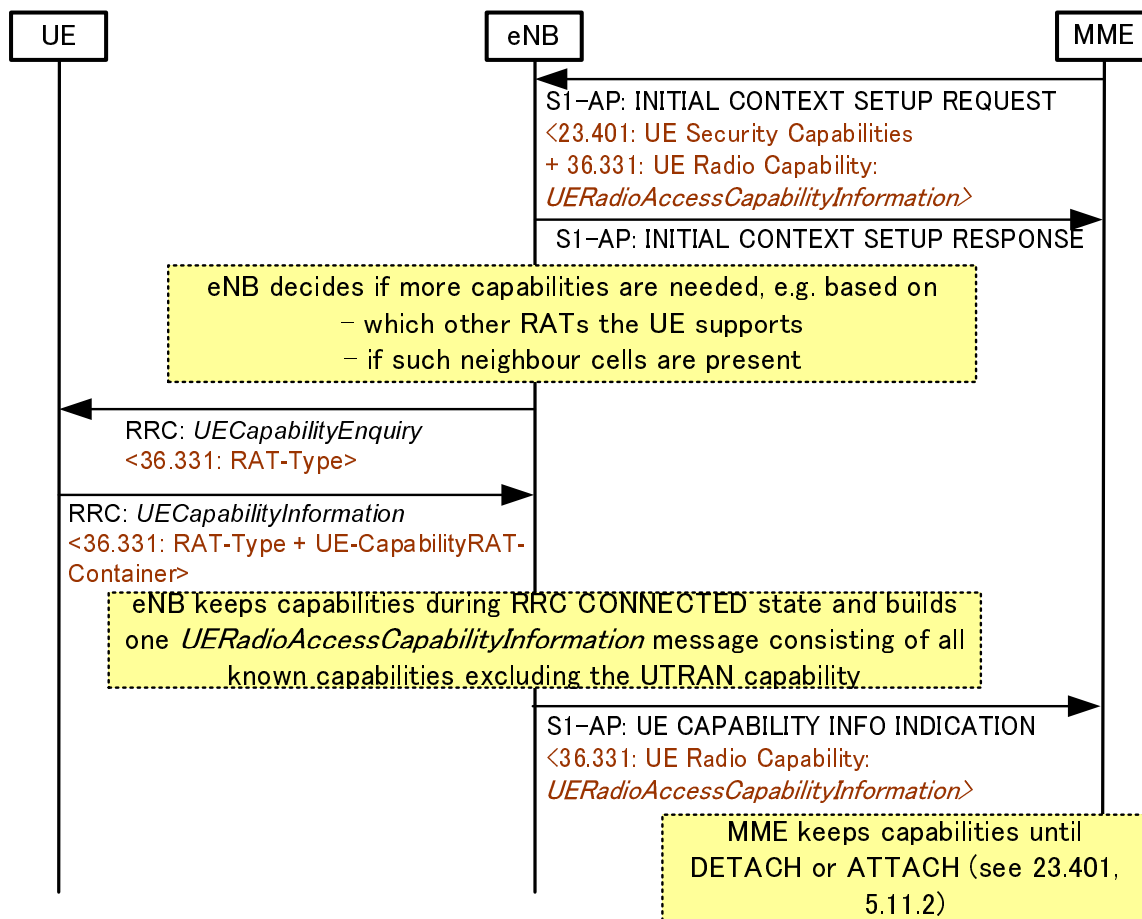 UE
eNB
MME
S1-AP: INITIAL CONTEXT SETUP REQUEST
<23.401: UE Security Capabilities
+ 36.331: UE Radio Capability:
UERadioAccessCapabilityInformation>
S1-AP: INITIAL CONTEXT SETUP RESPONSE
eNB decides if more capabilities are needed, e.g. based on
- which other RATs the UE supports
- if such neighbour cells are present
RRC: UECapabilityEnquiry
<36.331: RAT-Type>
RRC: UECapabilityInformation
<36.331: RAT-Type + UE-CapabilityRAT-
Container>
eNB keeps capabilities during RRC CONNECTED state and builds
one UERadioAccessCapabilityInformation message consisting of all
known capabilities excluding the UTRAN capability
S1-AP: UE CAPABILITY INFO INDICATION
<36.331: UE Radio Capability:
UERadioAccessCapabilityInformation>
MME keeps capabilities until
DETACH or ATTACH (see 23.401,
5.11.2)